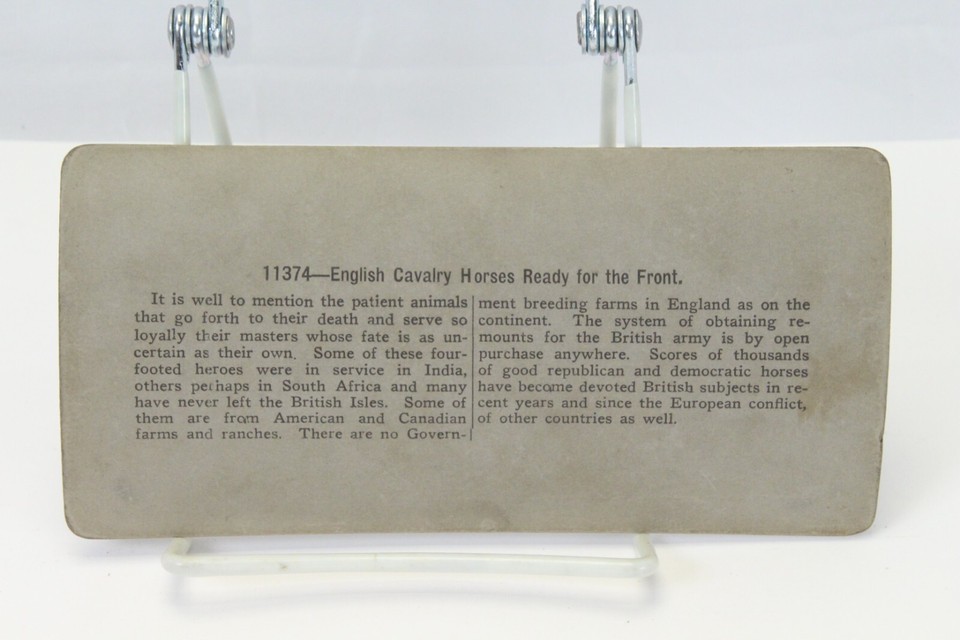 11374—English Cavalry Horses Ready for the Front.
It is well to mention the patient animals
that go forth to their death and serve so
loyally their masters whose fate is as un-
certain as their own. Some of these four-
footed heroes were in service in India,
others perhaps in South Africa and many
have never left the British Isles. Some of
them are from American and Canadian
farms and ranches. There are no Govern-
ment breeding farms in England as on the
continent. The system of obtaining re-
mounts for the British army is by open
purchase anywhere. Scores of thousands
of good republican and democratic horses
have become devoted British subjects in re-
cent years and since the European conflict,
of other countries as well.